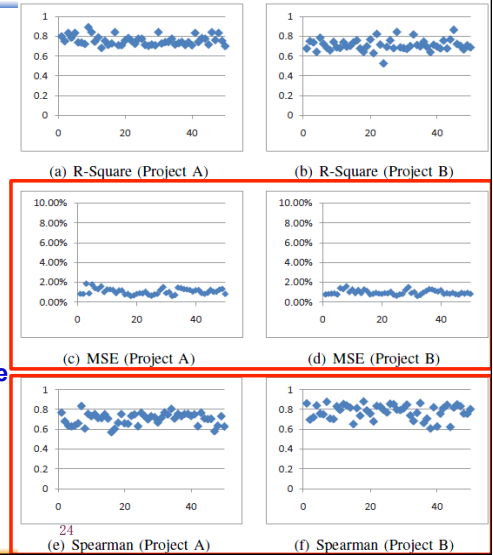 1
0.8
0.6
0.4
0.2
0
0 20 40
(a) R-Square (Project A)
1
0.8
0.6
0.4
0.2
0
0 20 40
(b) R-Square (Project B)
10.00%
8.00%
6.00%
4.00%
2.00%
0.00%
0 20 40
(c) MSE (Project A)
10.00%
8.00%
6.00%
4.00%
2.00%
0.00%
0 20 40
(d) MSE (Project B)
e
1
0.8
0.6
0.4
0.2
0
0 20 40
24
(e) Spearman (Project A)
1
0.8
0.6
0.4
0.2
0
0 20 40
(f) Spearman (Project B)